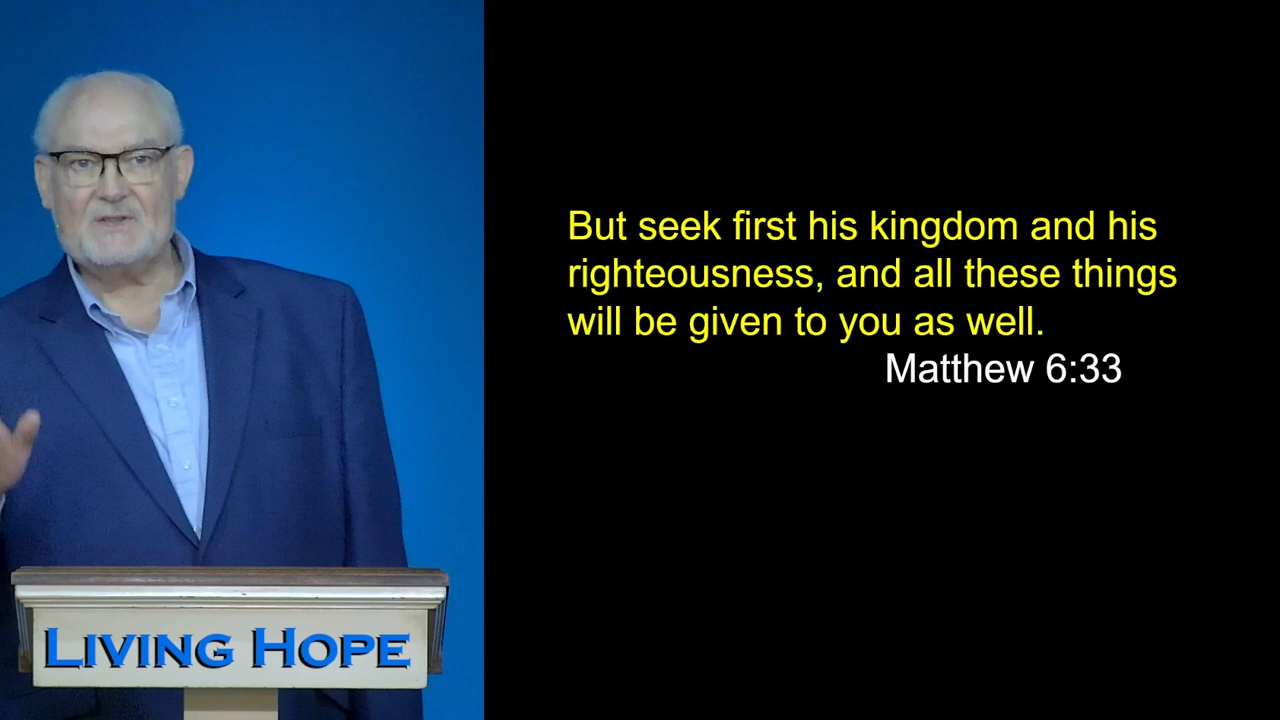 But seek first his kingdom and his
righteousness, and all these things
will be given to you as well.
Matthew 6:33
LIVING HOPE